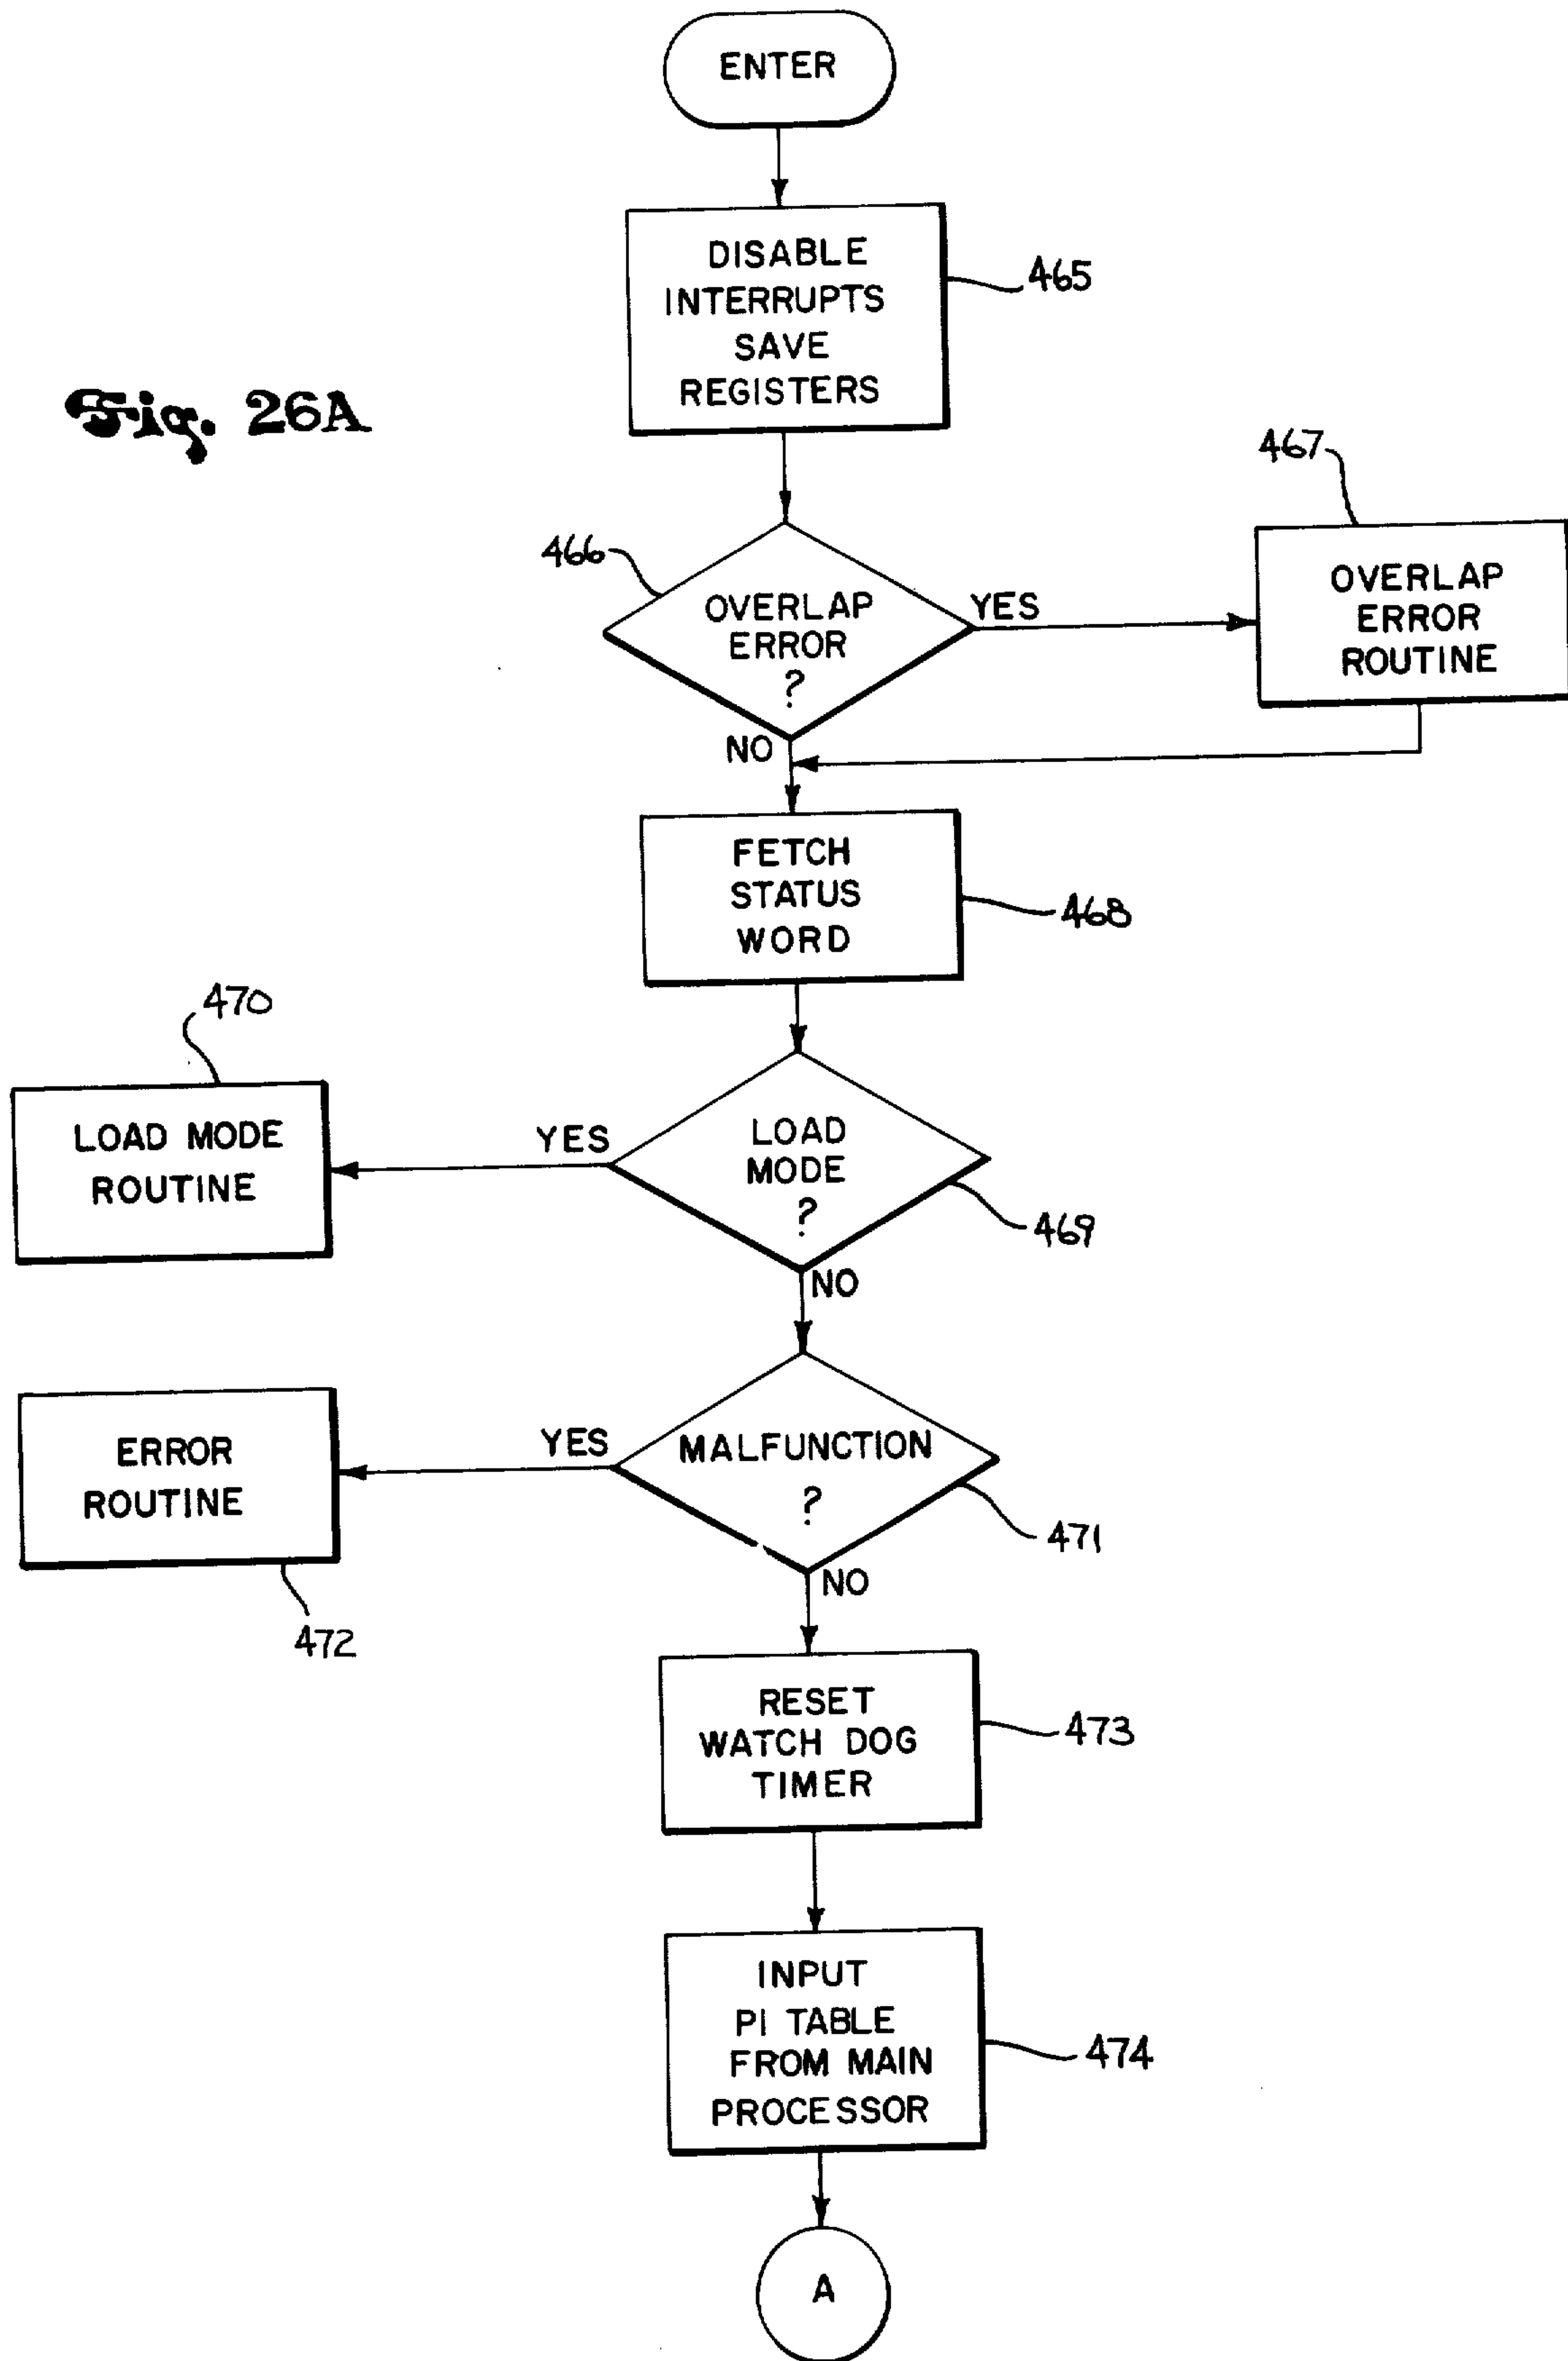 ENTER
DISABLE
INTERRUPTS
SAVE
REGISTERS
465
Fig. 26A
467
466
OVERLAP
ERROR
?
YES
OVERLAP
ERROR
ROUTINE
NO
FETCH
STATUS
WORD
468
470
LOAD MODE
ROUTINE
YES
LOAD
MODE
?
469
NO
ERROR
ROUTINE
YES
MALFUNCTION
?
471
472
NO
RESET
WATCH DOG
TIMER
473
INPUT
PI TABLE
FROM MAIN
PROCESSOR
474
A